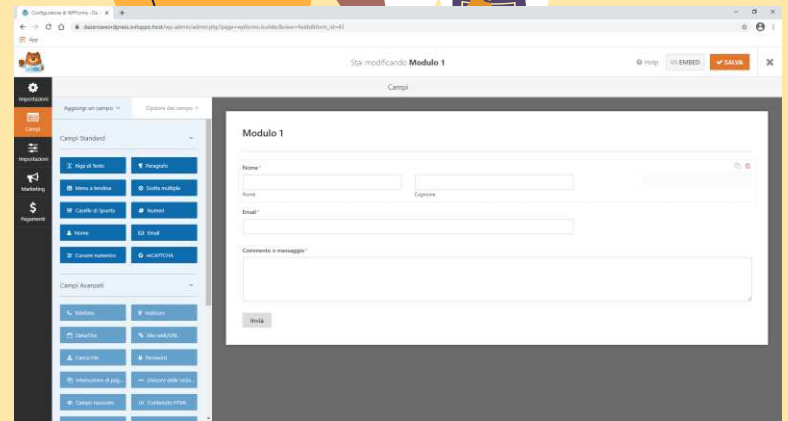 Configuratore di WPForms - De
App
Stai modificando Modulo 1
Help
</> EMBED
SALVA
Campi
Impostazioni
Campi
Impostazioni
Marketing
Pagamenti
Aggiungi un campo
Opzioni del campo
Campi Standard
Riga di Testo
Paragrafo
Menu a tendina
Scelta multipla
Caselle di Spunta
Numeri
Nome
Email
Cursore numerico
reCAPTCHA
Campi Avanzati
Telefono
Indirizzo
Data/Ora
Sito web/URL
Carica File
Password
Interruzione di pag...
Divisore delle sezio...
Campo nascosto
Contenuto HTML
Modulo 1
Nome *
Nome
Cognome
Email *
Commento o messaggio *
Invia